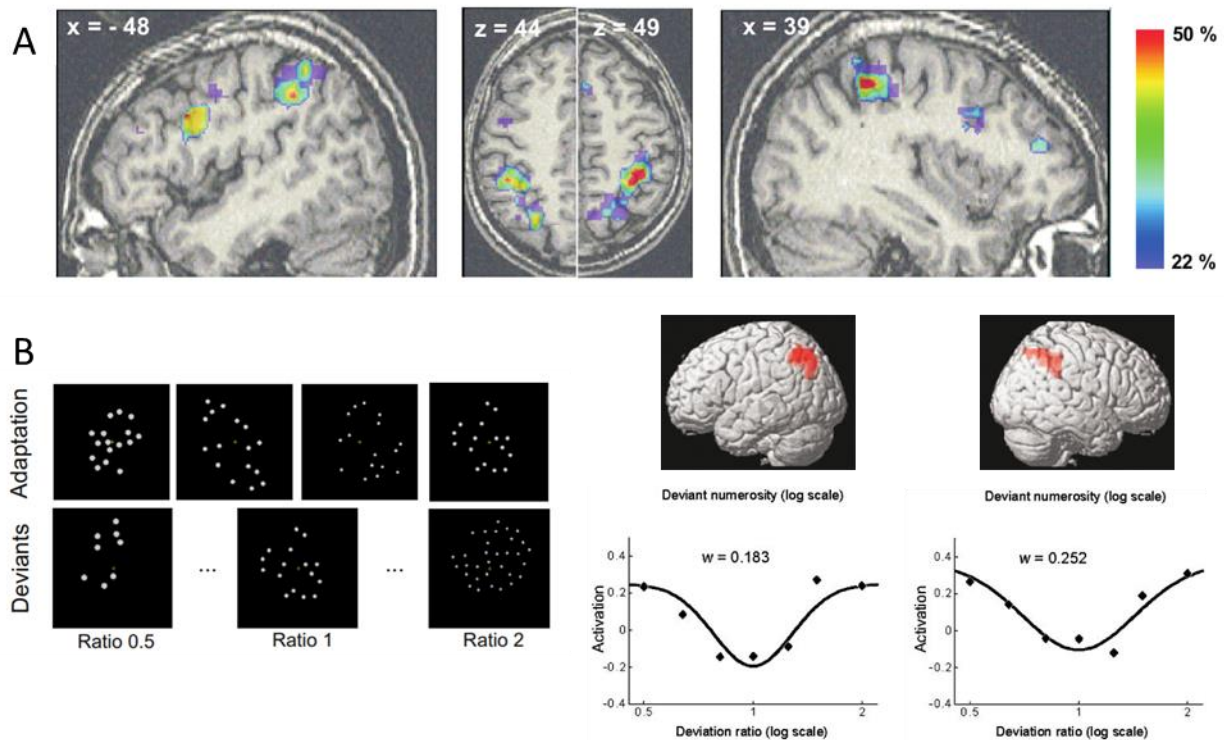 A
x = - 48
z = 44
z = 49
x = 39
50 %
22 %
B
Adaptation
Deviants
...
...
Ratio 0.5
Ratio 1
Ratio 2
Deviant numerosity (log scale)
w = 0.183
Activation
0.4
0.2
0
-0.2
-0.4
0.5
1
2
Deviation ratio (log scale)
Deviant numerosity (log scale)
w = 0.252
Activation
0.4
0.2
0
-0.2
-0.4
0.5
1
2
Deviation ratio (log scale)